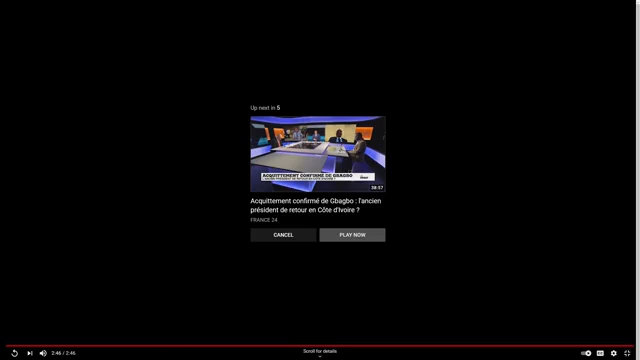 Up next in 5
ACQUITTEMENT CONFIRMÉ DE GBAGBO
38:57
Acquittement confirmé de Gbagbo : l'ancien
président de retour en Côte d'Ivoire ?
FRANCE 24
CANCEL
PLAY NOW
2:46 / 2:46
Scroll for details